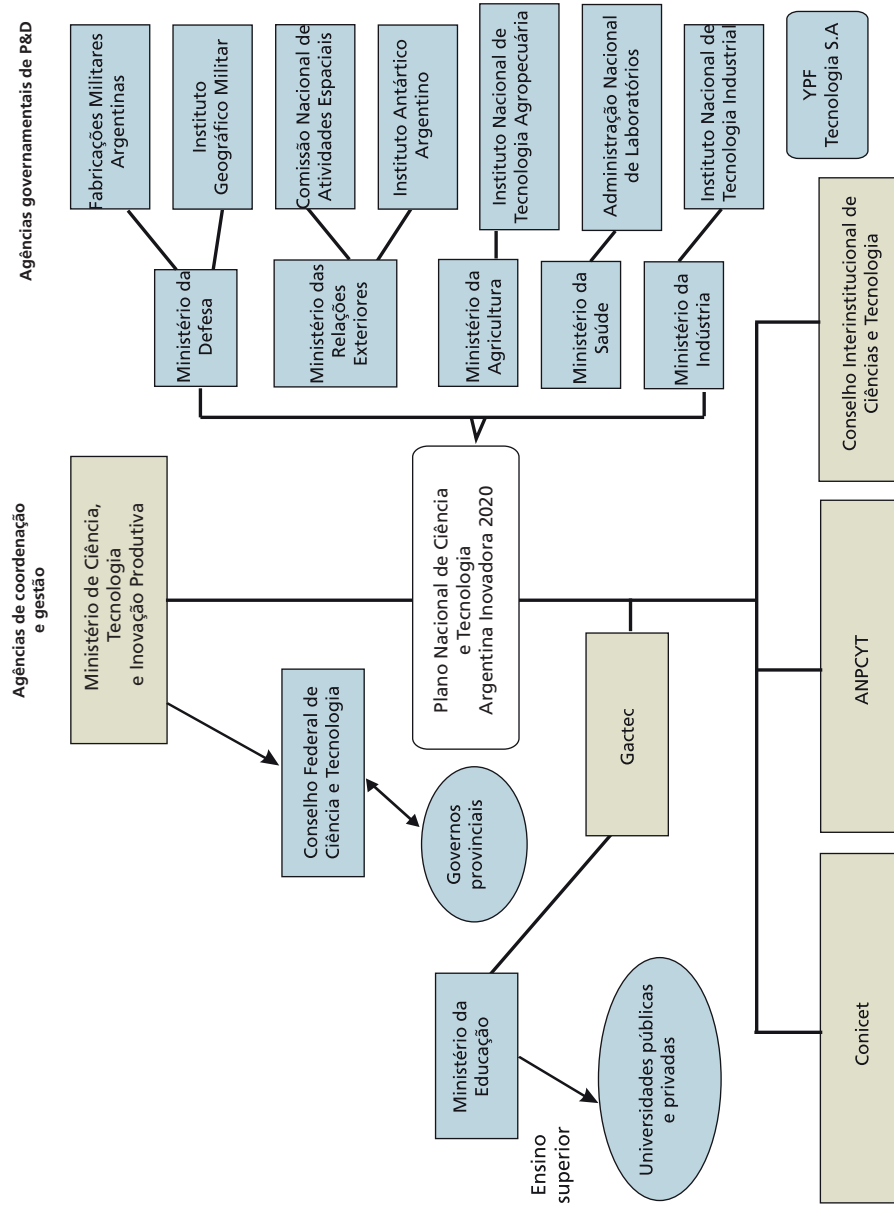 Agências de coordenação
e gestão
Agências governamentais de P&D
Ministério de Ciência,
Tecnologia
e Inovação Produtiva
Conselho Federal de
Ciência e Tecnologia
Governos
provinciais
Plano Nacional de Ciência
e Tecnologia
Argentina Inovadora 2020
Gactec
Ministério da
Educação
Ensino
superior
Universidades públicas
e privadas
Conicet
ANPCYT
Conselho Interinstitucional de
Ciências e Tecnologia
Ministério da
Defesa
Ministério das
Relações
Exteriores
Ministério da
Agricultura
Ministério da
Saúde
Ministério da
Indústria
Fabricações Militares
Argentinas
Instituto
Geográfico Militar
Comissão Nacional de
Atividades Espaciais
Instituto Antártico
Argentino
Instituto Nacional de
Tecnologia Agropecuária
Administração Nacional
de Laboratórios
Instituto Nacional de
Tecnologia Industrial
YPF
Tecnologia S.A